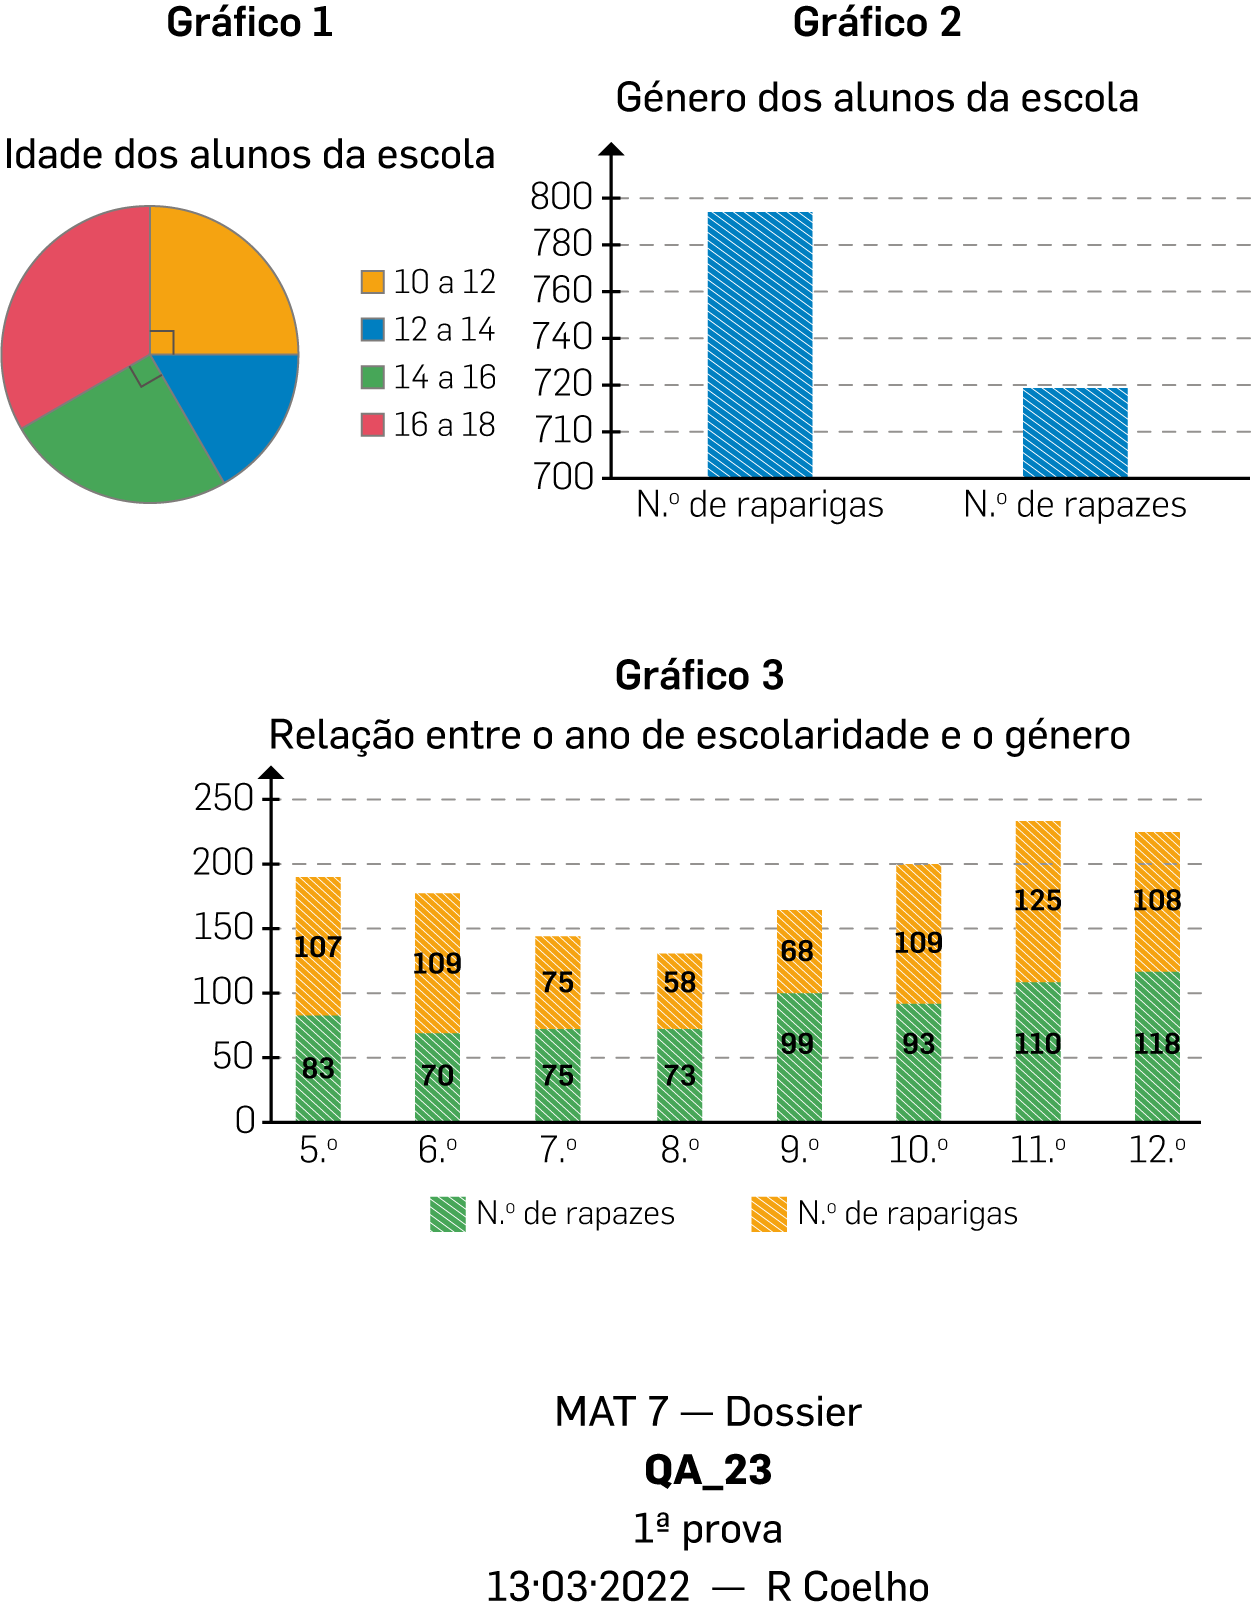 Gráfico 1
Idade dos alunos da escola
10 a 12
12 a 14
14 a 16
16 a 18
Gráfico 2
Género dos alunos da escola
800
780
760
740
720
710
700
N.º de raparigas N.º de rapazes
Gráfico 3
Relação entre o ano de escolaridade e o género
250
200
150
100
50
0
107 109 75 58 68 109 125 108
83 70 75 73 99 93 110 118
5.º 6.º 7.º 8.º 9.º 10.º 11.º 12.º
N.º de rapazes N.º de raparigas
MAT 7 — Dossier
QA_23
1ª prova
13·03·2022 — R Coelho